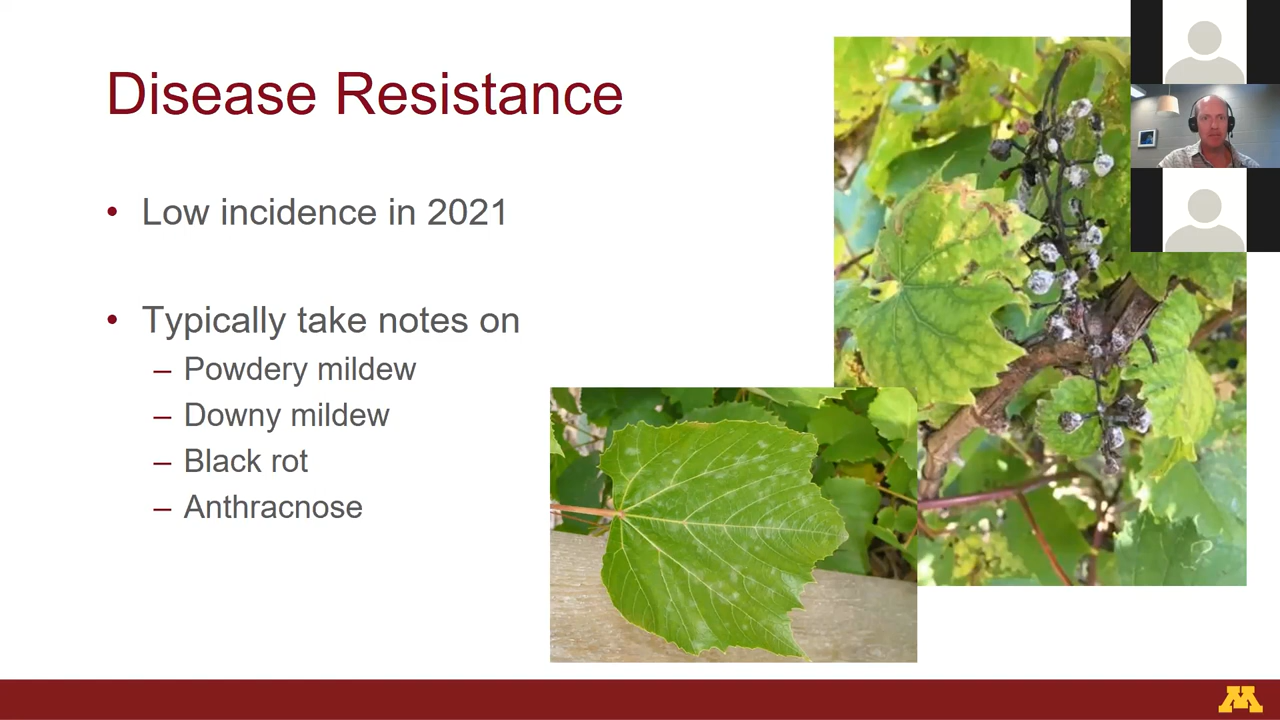 Disease Resistance
• Low incidence in 2021
• Typically take notes on
– Powdery mildew
– Downy mildew
– Black rot
– Anthracnose
M